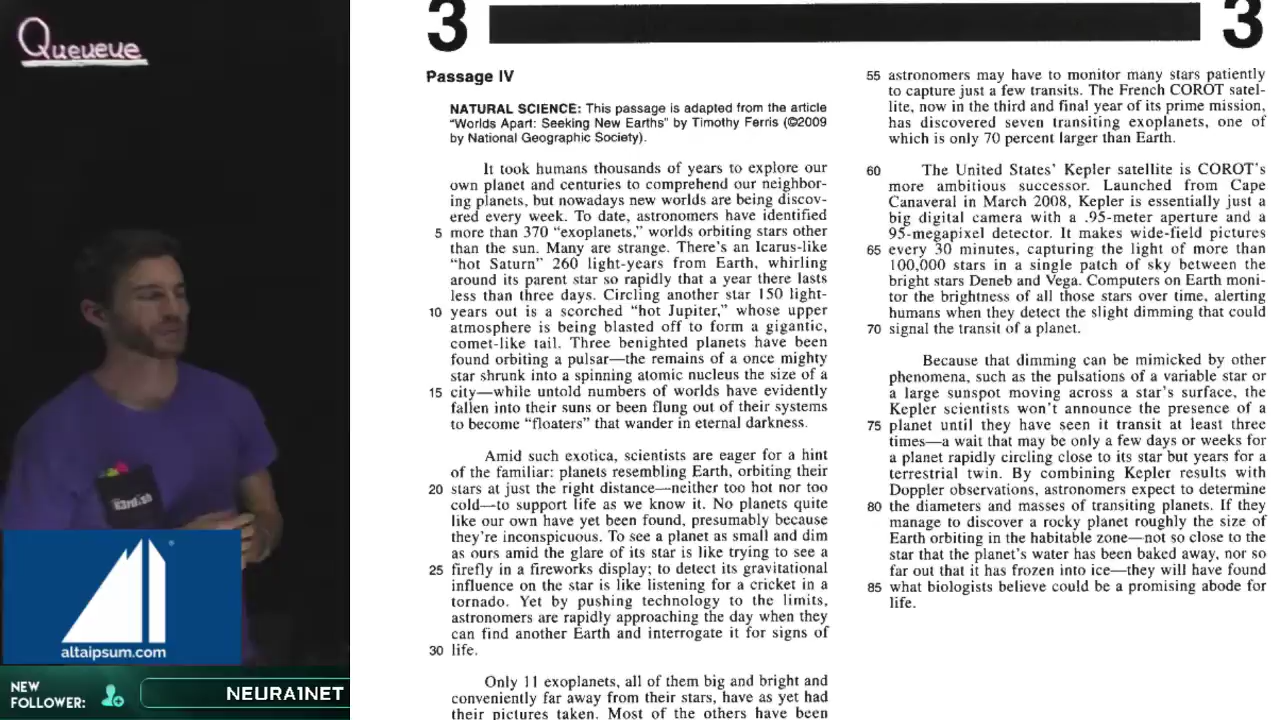 Queueue
altaipsum.com
NEW
FOLLOWER:
NEURA1NET
3
3
Passage IV
NATURAL SCIENCE: This passage is adapted from the article
"Worlds Apart: Seeking New Earths" by Timothy Ferris (©2009
by National Geographic Society).
It took humans thousands of years to explore our
own planet and centuries to comprehend our neighbor-
ing planets, but nowadays new worlds are being discov-
ered every week. To date, astronomers have identified
5 more than 370 "exoplanets," worlds orbiting stars other
than the sun. Many are strange. There's an Icarus-like
"hot Saturn" 260 light-years from Earth, whirling
around its parent star so rapidly that a year there lasts
less than three days. Circling another star 150 light-
10 years out is a scorched "hot Jupiter," whose upper
atmosphere is being blasted off to form a gigantic,
comet-like tail. Three benighted planets have been
found orbiting a pulsar—the remains of a once mighty
star shrunk into a spinning atomic nucleus the size of a
15 city—while untold numbers of worlds have evidently
fallen into their suns or been flung out of their systems
to become "floaters" that wander in eternal darkness.
Amid such exotica, scientists are eager for a hint
of the familiar: planets resembling Earth, orbiting their
20 stars at just the right distance—neither too hot nor too
cold—to support life as we know it. No planets quite
like our own have yet been found, presumably because
they're inconspicuous. To see a planet as small and dim
as ours amid the glare of its star is like trying to see a
25 firefly in a fireworks display; to detect its gravitational
influence on the star is like listening for a cricket in a
tornado. Yet by pushing technology to the limits,
astronomers are rapidly approaching the day when they
can find another Earth and interrogate it for signs of
30 life.
Only 11 exoplanets, all of them big and bright and
conveniently far away from their stars, have as yet had
their pictures taken. Most of the others have been
55 astronomers may have to monitor many stars patiently
to capture just a few transits. The French COROT satel-
lite, now in the third and final year of its prime mission,
has discovered seven transiting exoplanets, one of
which is only 70 percent larger than Earth.
60 The United States' Kepler satellite is COROT's
more ambitious successor. Launched from Cape
Canaveral in March 2008, Kepler is essentially just a
big digital camera with a .95-meter aperture and a
95-megapixel detector. It makes wide-field pictures
65 every 30 minutes, capturing the light of more than
100,000 stars in a single patch of sky between the
bright stars Deneb and Vega. Computers on Earth moni-
tor the brightness of all those stars over time, alerting
humans when they detect the slight dimming that could
70 signal the transit of a planet.
Because that dimming can be mimicked by other
phenomena, such as the pulsations of a variable star or
a large sunspot moving across a star's surface, the
Kepler scientists won't announce the presence of a
75 planet until they have seen it transit at least three
times—a wait that may be only a few days or weeks for
a planet rapidly circling close to its star but years for a
terrestrial twin. By combining Kepler results with
Doppler observations, astronomers expect to determine
80 the diameters and masses of transiting planets. If they
manage to discover a rocky planet roughly the size of
Earth orbiting in the habitable zone—not so close to the
star that the planet's water has been baked away, nor so
far out that it has frozen into ice—they will have found
85 what biologists believe could be a promising abode for
life.